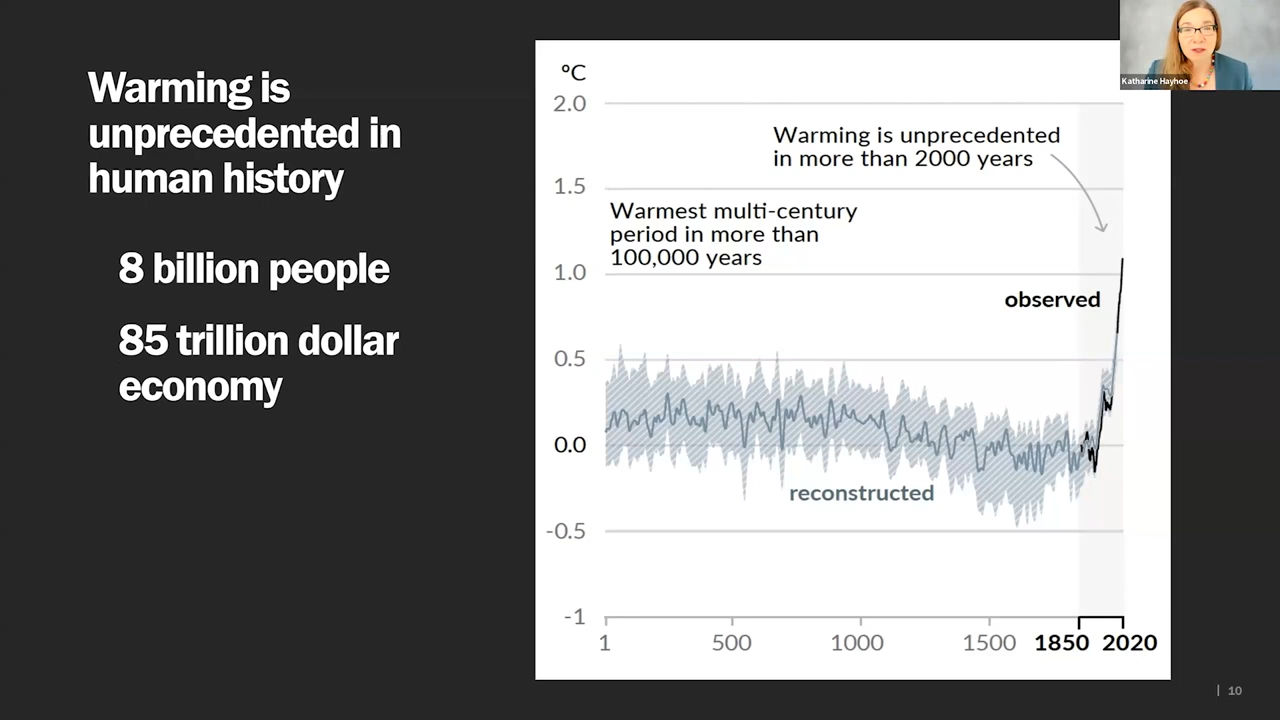 Warming is
unprecedented in
human history
8 billion people
85 trillion dollar
economy
°C
2.0
1.5
1.0
0.5
0.0
-0.5
-1
Warming is unprecedented
in more than 2000 years
Warmest multi-century
period in more than
100,000 years
observed
reconstructed
1 500 1000 1500 1850 2020
Katharine Hayhoe
| 10